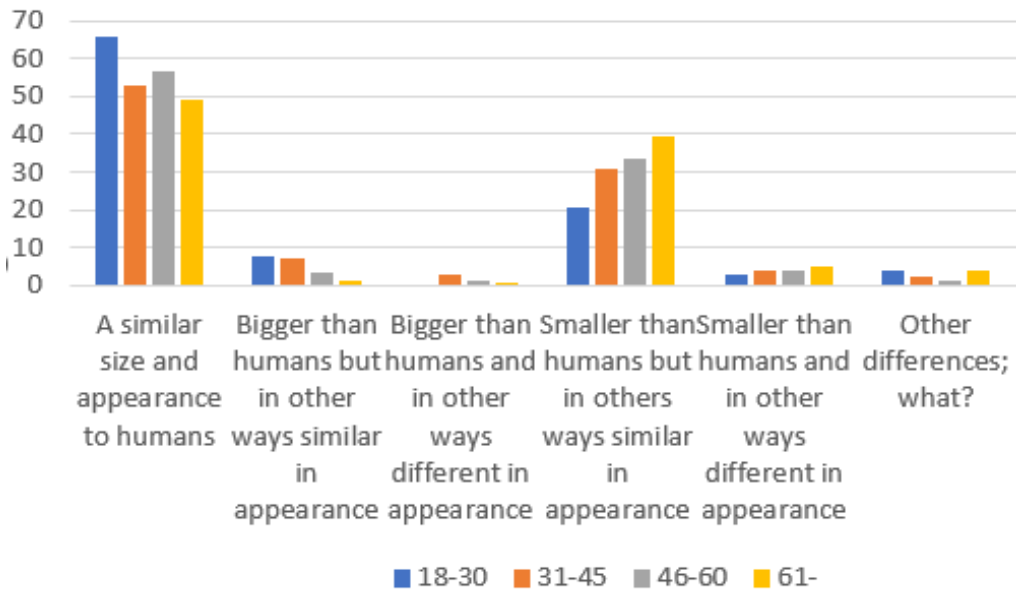 70
60
50
40
30
20
10
0
A similar
size and
appearance
to humans
Bigger than
humans but
in other
ways similar
in
appearance
Bigger than
humans and
in other
ways
different in
appearance
Smaller than
humans but
in others
ways similar
in
appearance
Smaller than
humans and
in other
ways
different in
appearance
Other
differences;
what?
18-30 31-45 46-60 61-